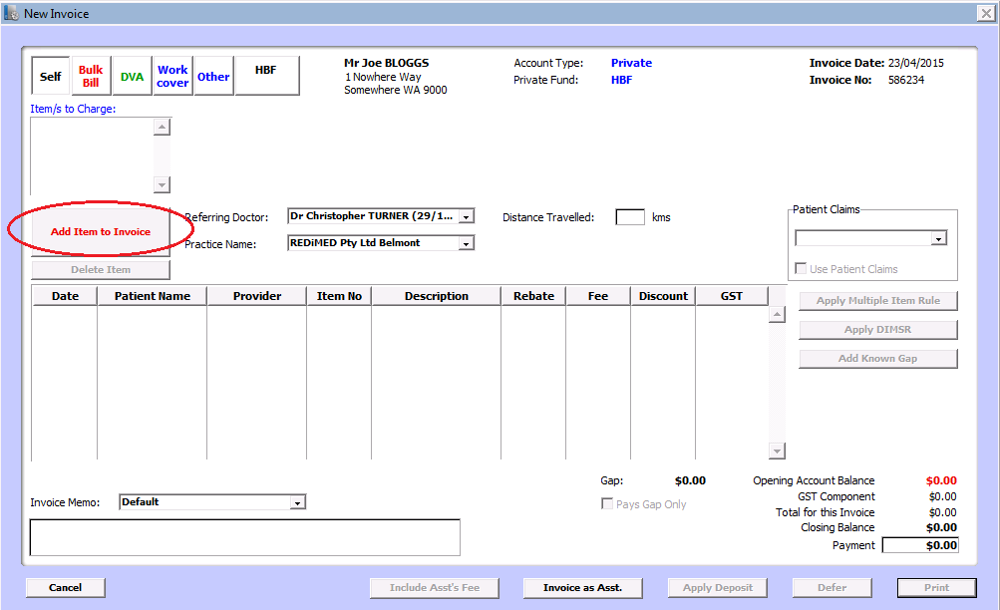 New Invoice
Self
Bulk
Bill
DVA
Work
cover
Other
HBF
Mr Joe BLOGGS
1 Nowhere Way
Somewhere WA 9000
Account Type: Private
Private Fund: HBF
Invoice Date: 23/04/2015
Invoice No: 586234
Item/s to Charge:
Add Item to Invoice
Delete Item
Referring Doctor: Dr Christopher TURNER (29/1...
Practice Name: REDiMED Pty Ltd Belmont
Distance Travelled: kms
Patient Claims
Use Patient Claims
Date Patient Name Provider Item No Description Rebate Fee Discount GST
Apply Multiple Item Rule
Apply DIMSR
Add Known Gap
Invoice Memo: Default
Gap: $0.00
Pays Gap Only
Opening Account Balance $0.00
GST Component $0.00
Total for this Invoice $0.00
Closing Balance $0.00
Payment $0.00
Cancel
Include Asst's Fee
Invoice as Asst.
Apply Deposit
Defer
Print